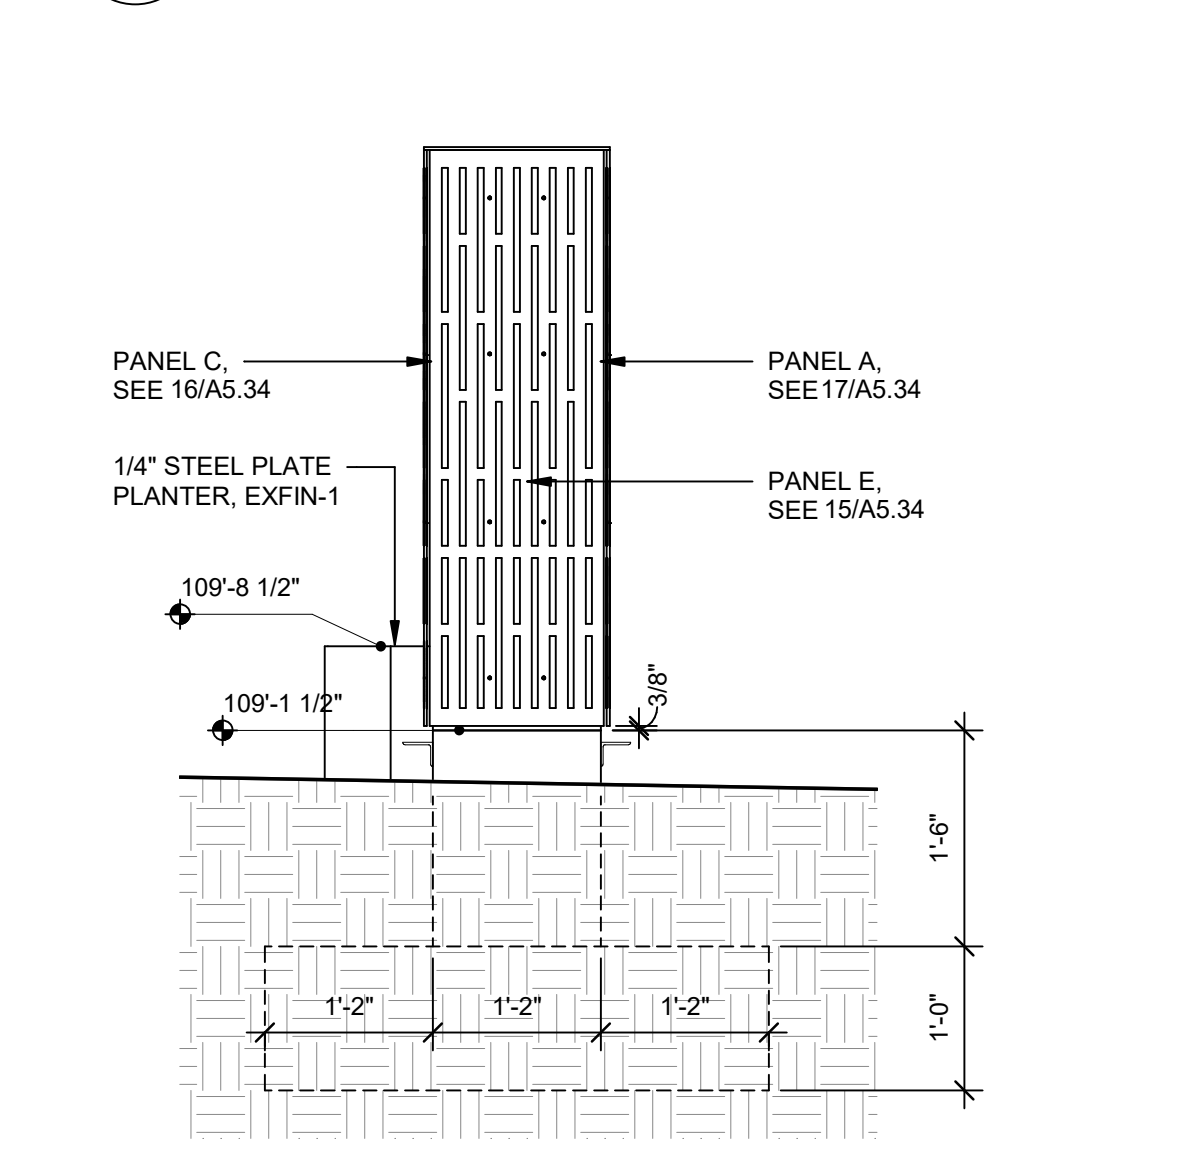 PANEL C,
SEE 16/A5.34
PANEL A,
SEE 17/A5.34
1/4" STEEL PLATE
PLANTER, EXFIN-1
PANEL E,
SEE 15/A5.34
109'-8 1/2"
109'-1 1/2"
3/8"
1'-6"
1'-2"
1'-2"
1'-2"
1'-0"